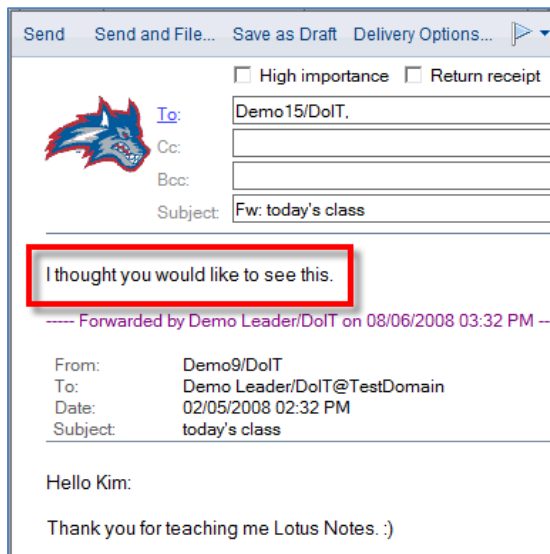 Send Send and File... Save as Draft Delivery Options...
High importance Return receipt
To: Demo15/DoIT,
Cc:
Bcc:
Subject: Fw: today's class
I thought you would like to see this.
----- Forwarded by Demo Leader/DoIT on 08/06/2008 03:32 PM --
From: Demo9/DoIT
To: Demo Leader/DoIT@TestDomain
Date: 02/05/2008 02:32 PM
Subject: today's class
Hello Kim:
Thank you for teaching me Lotus Notes. :)